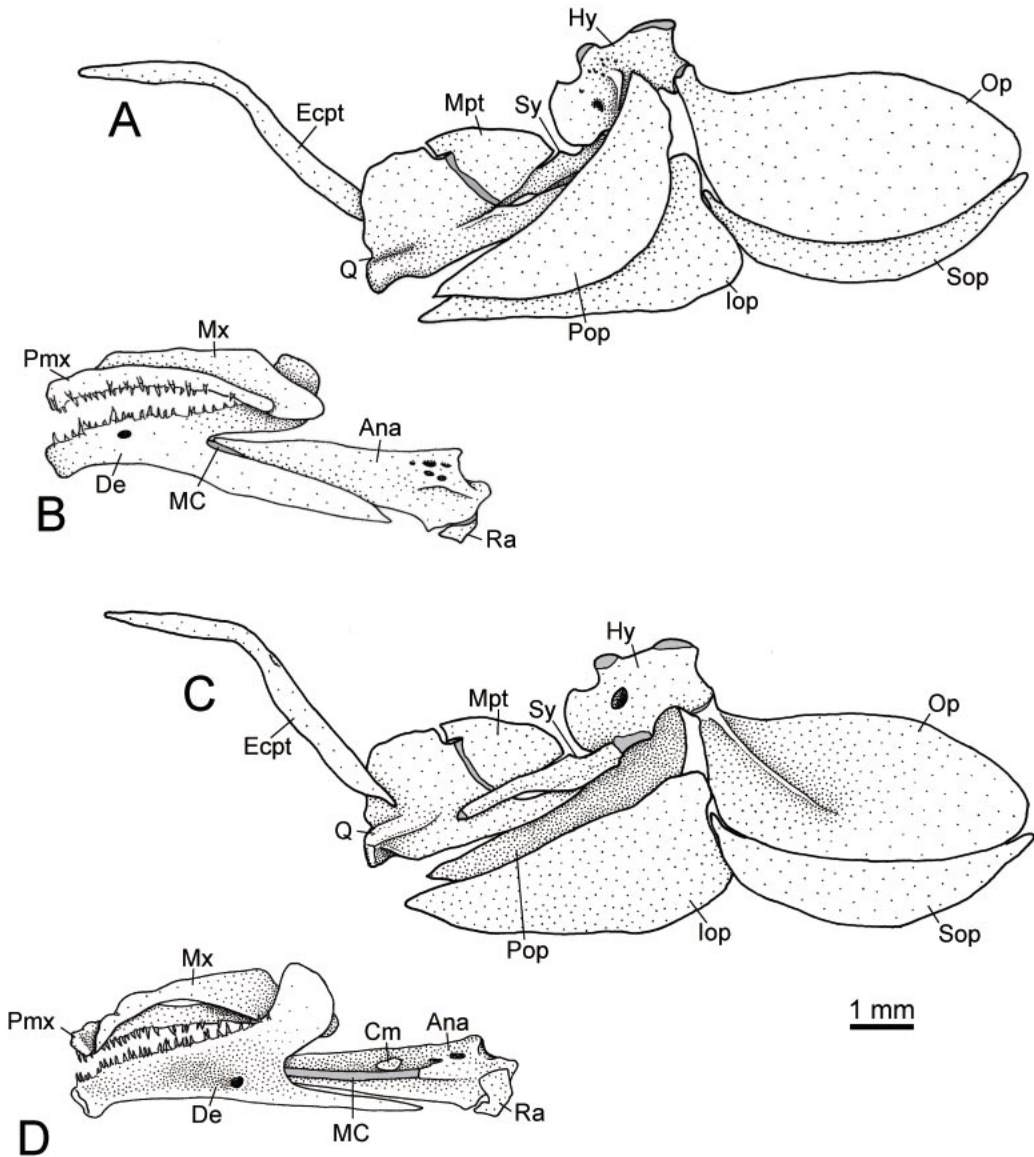 Hy
Op
Mpt
Sy
Ecpt
A
Q
Sop
Iop
Pop
Mx
Pmx
Ana
De
MC
B
Ra
Hy
C
Mpt
Sy
Op
Ecpt
Q
Pop
Iop
Sop
Mx
1 mm
Pmx
Cm
Ana
De
MC
Ra
D